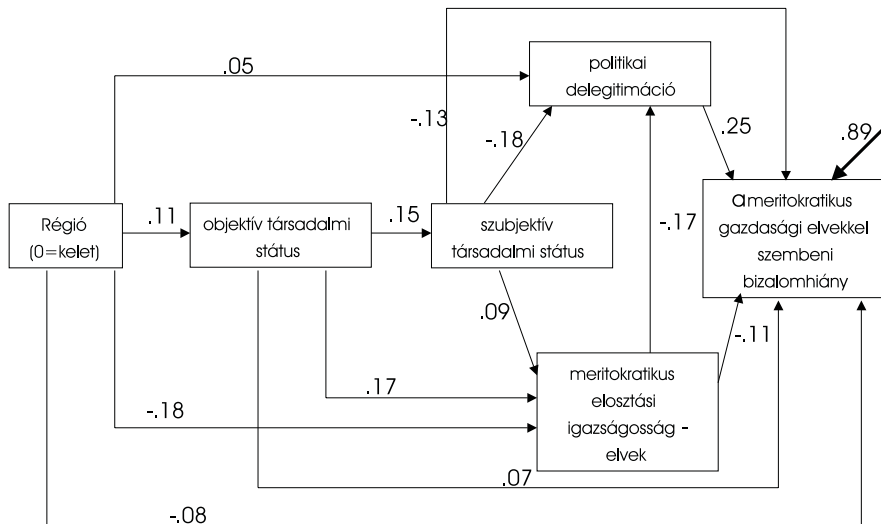 politikai
delegitimáció
.05
-.13
-.18
.25
.89
Régió
(0=kelet)
.11
objektív társadalmi
státus
.15
szubjektív
társadalmi státus
-.17
a meritokratikus
gazdasági elvekkel
szembeni
bizalomhiány
.09
-.11
.17
meritokratikus
elosztási
igazságosság -
elvek
-.18
.07
-.08